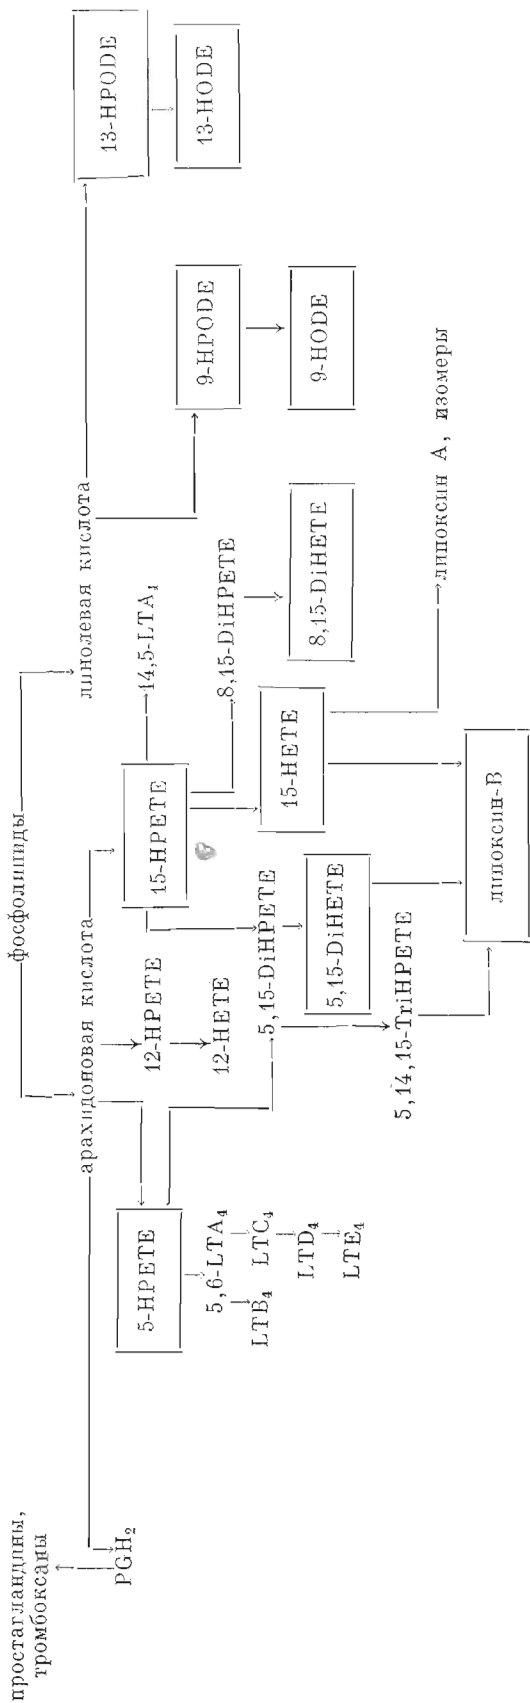 фосфолипиды
простагландины,
тромбоксаны
PGH₂
арахидоновая кислота
линолевая кислота
5-HPETE
5,6-LTA₄
LTB₄
LTC₄
LTD₄
LTE₄
12-HPETE
12-HETE
15-HPETE
14,5-LTA₄
5,15-DiHPETE
5,15-DiHETE
5,14,15-TriHPETE
8,15-DiHPETE
8,15-DiHETE
15-HETE
липоксин-B
липоксин A, изомеры
9-HPODE
9-HODE
13-HPODE
13-HODE